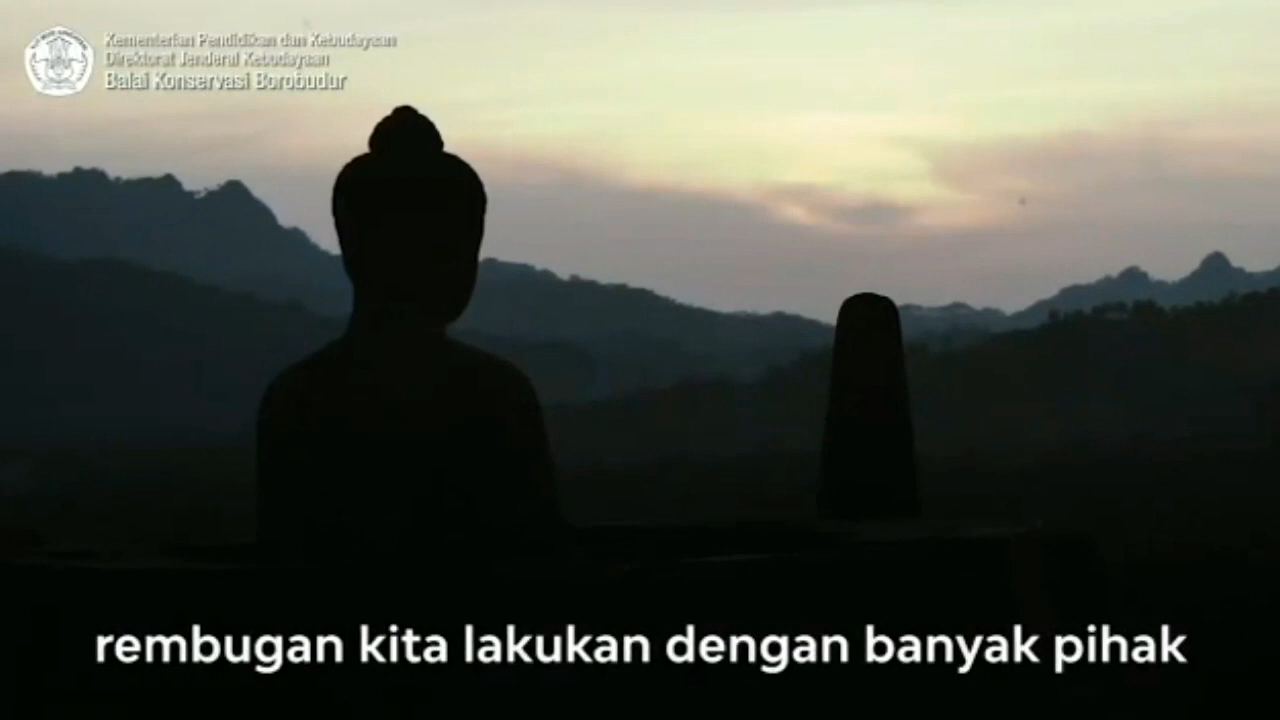 Kementerian Pendidikan dan Kebudayaan
Direktorat Jenderal Kebudayaan
Balai Konservasi Borobudur
rembugan kita lakukan dengan banyak pihak